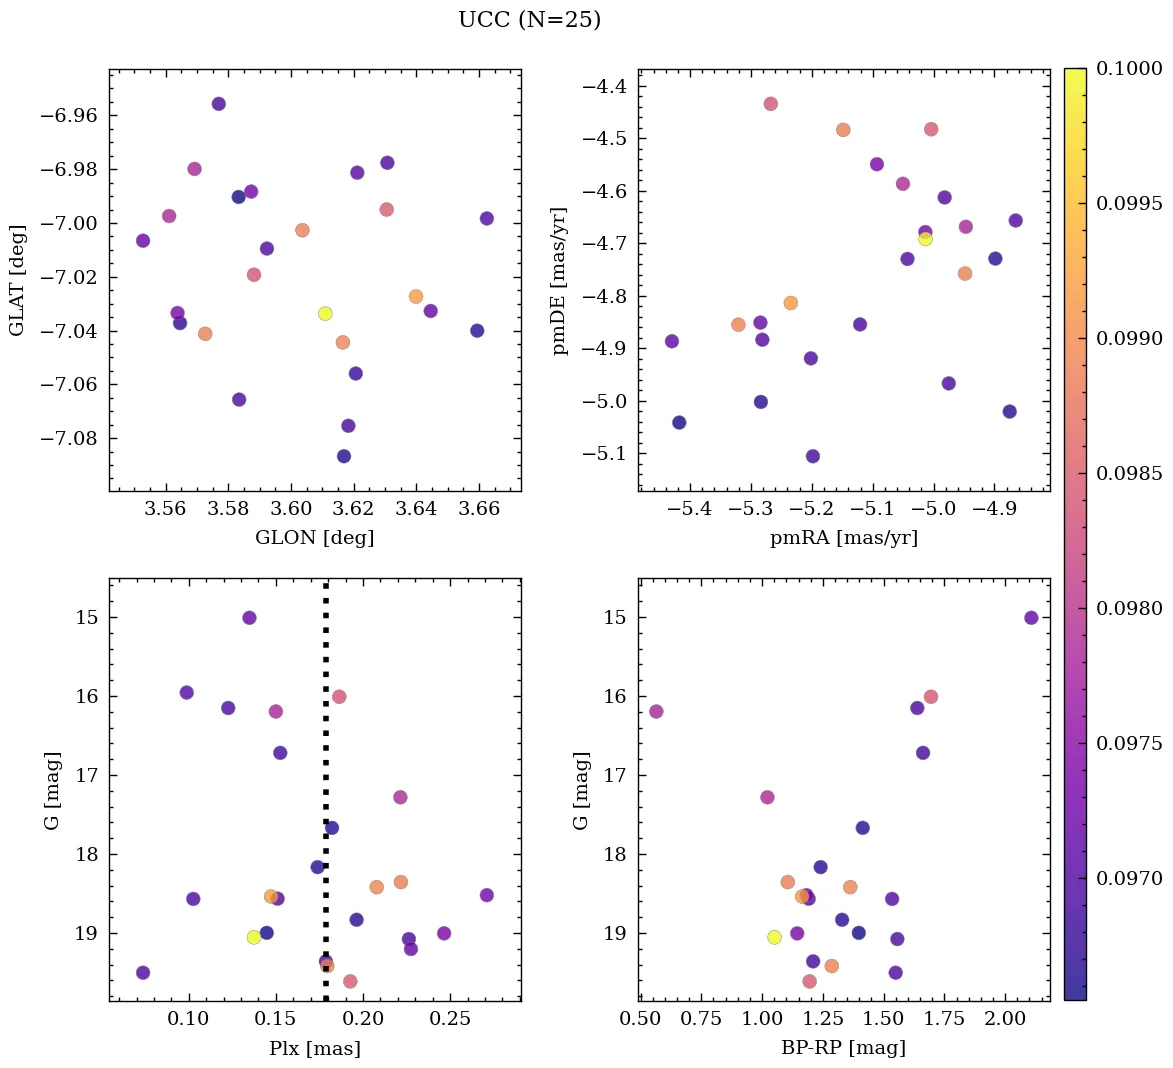 UCC (N=25)
−6.96
−6.98
−7.00
−7.02
−7.04
−7.06
−7.08
GLAT [deg]
3.56 3.58 3.60 3.62 3.64 3.66
GLON [deg]
−4.4
−4.5
−4.6
−4.7
−4.8
−4.9
−5.0
−5.1
pmDE [mas/yr]
−5.4 −5.3 −5.2 −5.1 −5.0 −4.9
pmRA [mas/yr]
0.1000
0.0995
0.0990
0.0985
0.0980
0.0975
0.0970
15
16
17
18
19
G [mag]
0.10 0.15 0.20 0.25
Plx [mas]
15
16
17
18
19
G [mag]
0.50 0.75 1.00 1.25 1.50 1.75 2.00
BP-RP [mag]